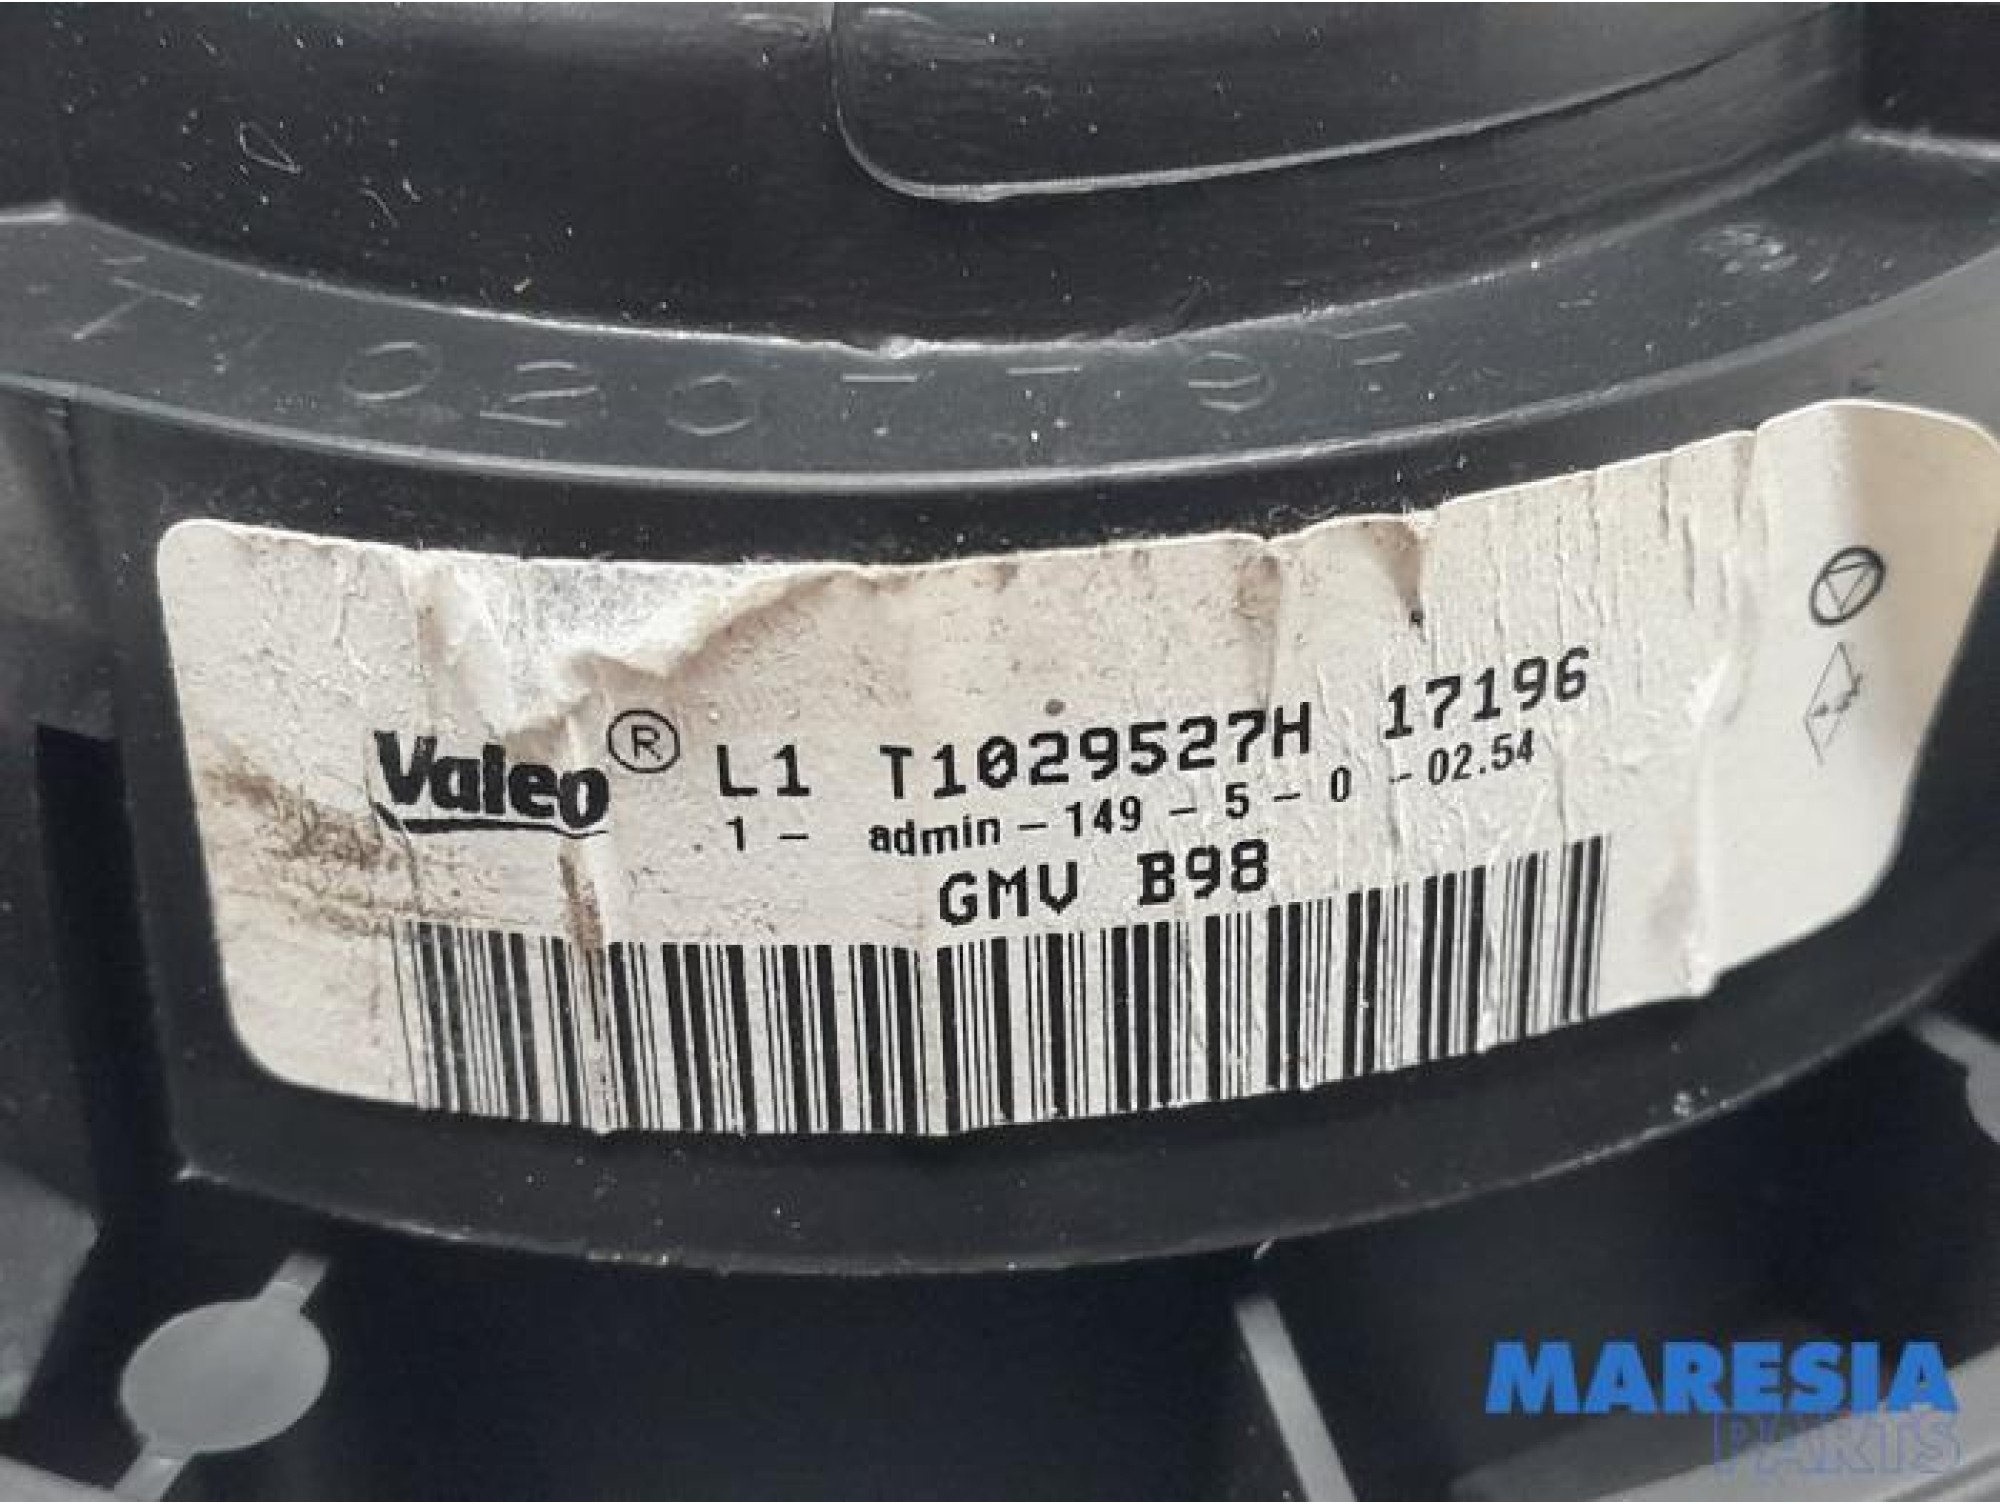 Valeo® L1 T1029527H 17196
1 - admin - 149 - 5 - 0 - 02.54
GMV B98
MARESIA
PARTS